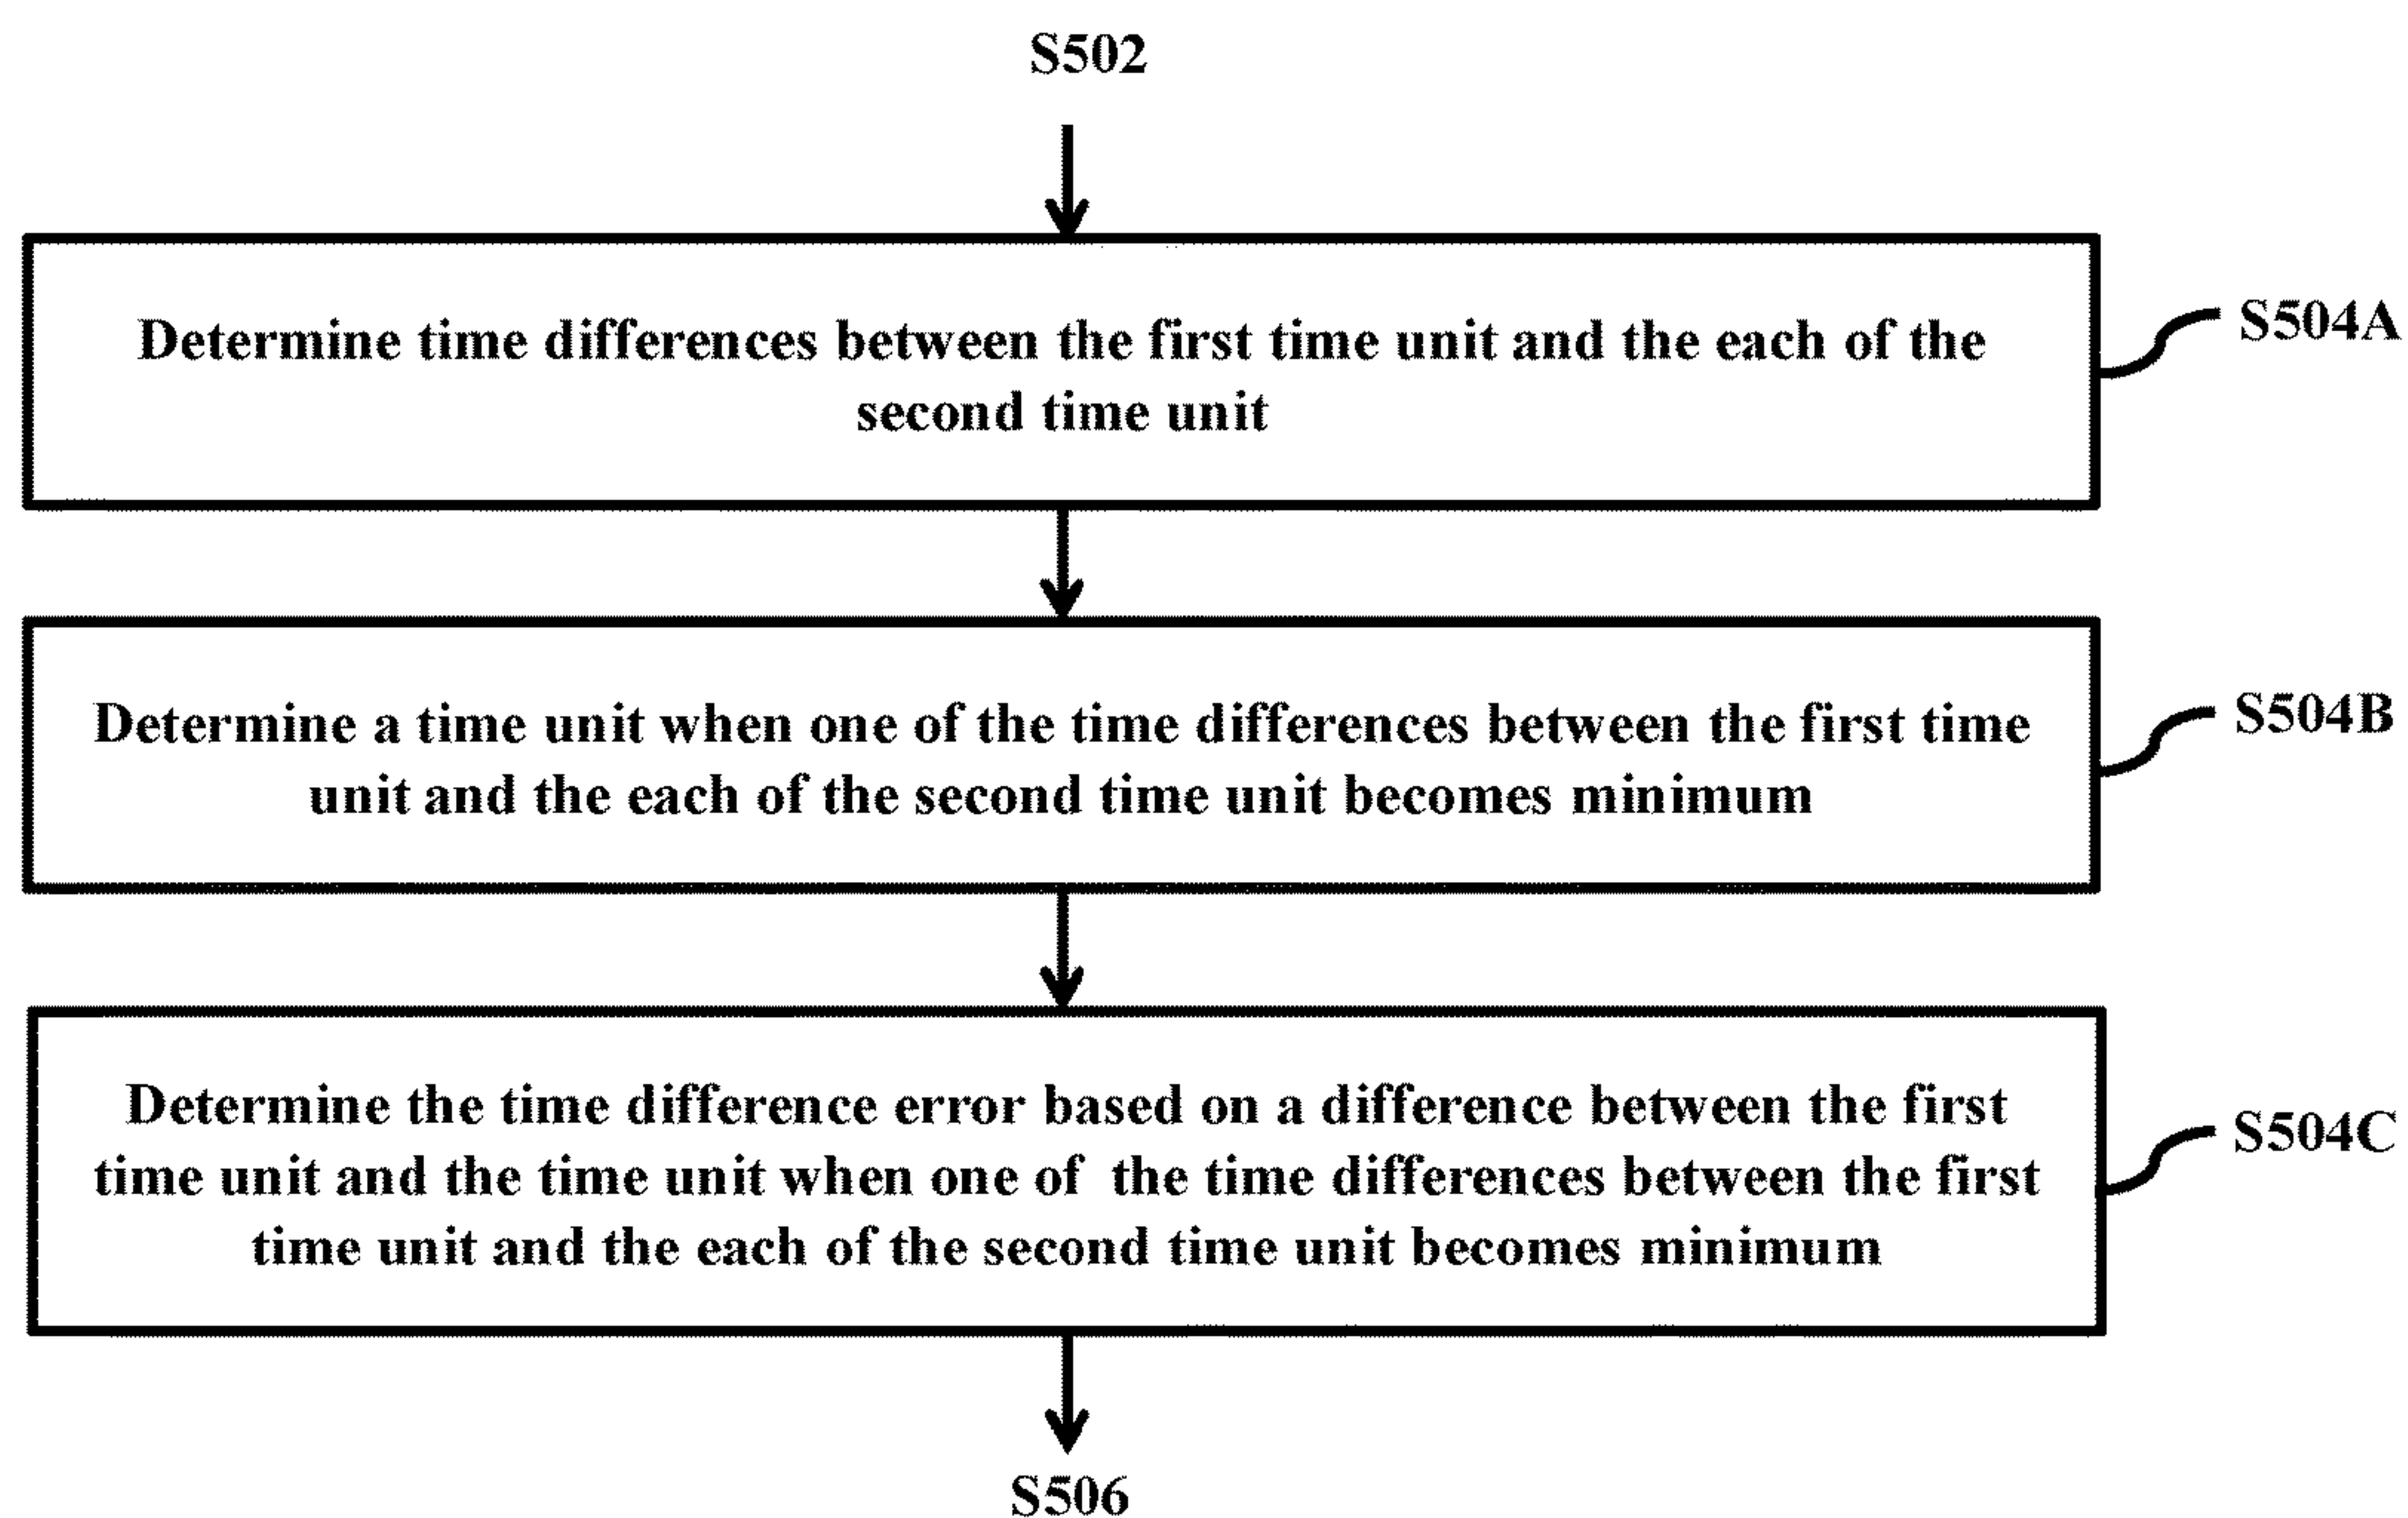 S502
Determine time differences between the first time unit and the each of the
second time unit
S504A
Determine a time unit when one of the time differences between the first time
unit and the each of the second time unit becomes minimum
S504B
Determine the time difference error based on a difference between the first
time unit and the time unit when one of the time differences between the first
time unit and the each of the second time unit becomes minimum
S504C
S506